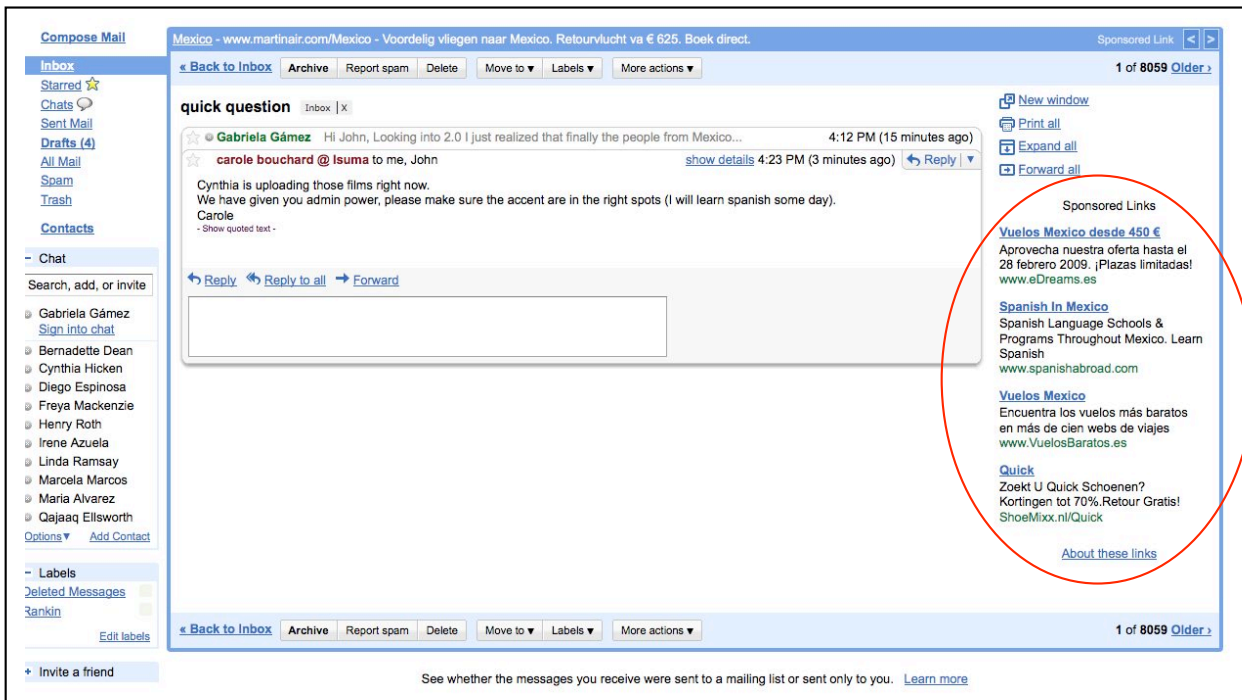 Compose Mail
Inbox
Starred
Chats
Sent Mail
Drafts (4)
All Mail
Spam
Trash
Contacts
− Chat
Search, add, or invite
Gabriela Gámez
Sign into chat
Bernadette Dean
Cynthia Hicken
Diego Espinosa
Freya Mackenzie
Henry Roth
Irene Azuela
Linda Ramsay
Marcela Marcos
Maria Alvarez
Qajaaq Ellsworth
Options▼ Add Contact
− Labels
Deleted Messages
Rankin
Edit labels
+ Invite a friend
Mexico - www.martinair.com/Mexico - Voordelig vliegen naar Mexico. Retourvlucht va € 625. Boek direct. Sponsored Link < >
« Back to Inbox Archive Report spam Delete Move to ▼ Labels ▼ More actions ▼ 1 of 8059 Older ›
quick question Inbox | X
Gabriela Gámez Hi John, Looking into 2.0 I just realized that finally the people from Mexico... 4:12 PM (15 minutes ago)
carole bouchard @ Isuma to me, John show details 4:23 PM (3 minutes ago) Reply ▼
Cynthia is uploading those films right now.
We have given you admin power, please make sure the accent are in the right spots (I will learn spanish some day).
Carole
- Show quoted text -
Reply Reply to all Forward
New window
Print all
Expand all
Forward all
Sponsored Links
Vuelos Mexico desde 450 €
Aprovecha nuestra oferta hasta el
28 febrero 2009. ¡Plazas limitadas!
www.eDreams.es
Spanish In Mexico
Spanish Language Schools &
Programs Throughout Mexico. Learn
Spanish
www.spanishabroad.com
Vuelos Mexico
Encuentra los vuelos más baratos
en más de cien webs de viajes
www.VuelosBaratos.es
Quick
Zoekt U Quick Schoenen?
Kortingen tot 70%.Retour Gratis!
ShoeMixx.nl/Quick
About these links
« Back to Inbox Archive Report spam Delete Move to ▼ Labels ▼ More actions ▼ 1 of 8059 Older ›
See whether the messages you receive were sent to a mailing list or sent only to you. Learn more